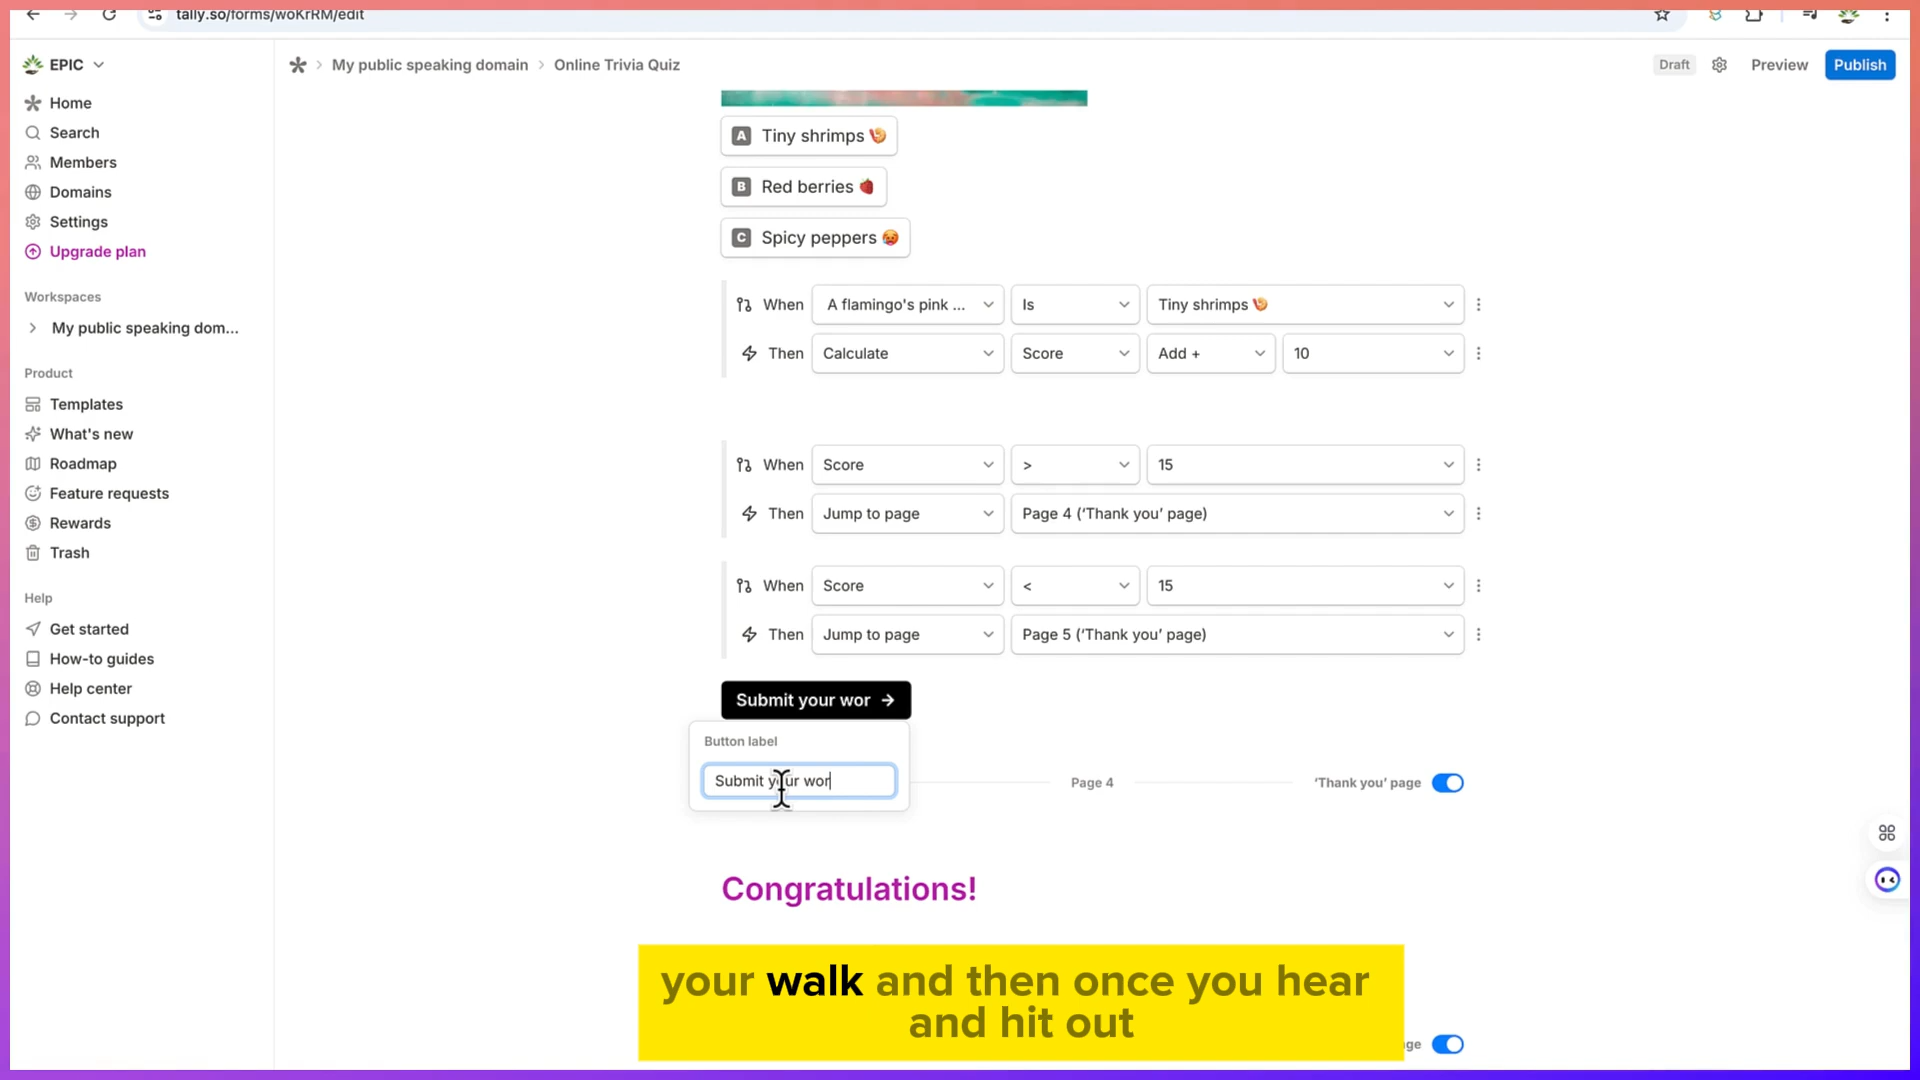 tally.so/forms/woKrRM/edit
EPIC
My public speaking domain > Online Trivia Quiz
Draft
Preview
Publish
Home
Search
Members
Domains
Settings
Upgrade plan
Workspaces
My public speaking dom...
Product
Templates
What's new
Roadmap
Feature requests
Rewards
Trash
Help
Get started
How-to guides
Help center
Contact support
A Tiny shrimps 🍤
B Red berries 🍓
C Spicy peppers 🥵
When A flamingo's pink ... Is Tiny shrimps 🍤
Then Calculate Score Add + 10
When Score > 15
Then Jump to page Page 4 (‘Thank you’ page)
When Score < 15
Then Jump to page Page 5 (‘Thank you’ page)
Submit your wor →
Button label
Submit your wor
Page 4 ‘Thank you’ page
Congratulations!
your walk and then once you hear
and hit out